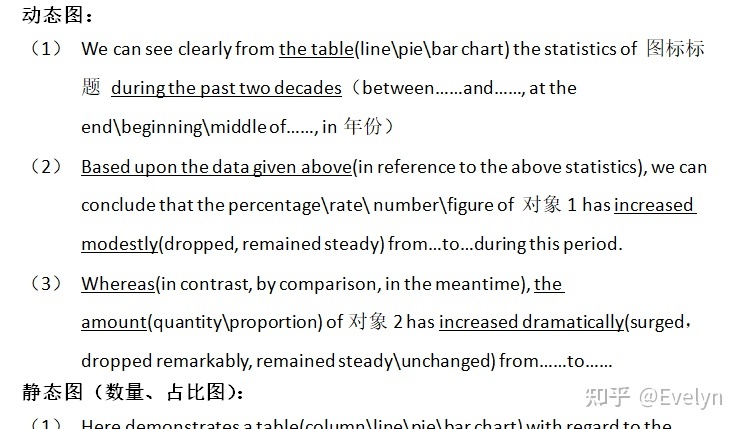 动态图：
（1） We can see clearly from the table(line\pie\bar chart) the statistics of 图标标
题 during the past two decades（between……and……, at the
end\beginning\middle of……, in 年份）
（2） Based upon the data given above(in reference to the above statistics), we can
conclude that the percentage\rate\ number\figure of 对象 1 has increased
modestly(dropped, remained steady) from…to…during this period.
（3） Whereas(in contrast, by comparison, in the meantime), the
amount(quantity\proportion) of 对象 2 has increased dramatically(surged，
dropped remarkably, remained steady\unchanged) from……to……
静态图（数量、占比图）：
（1） Here demonstrates a table(column\line\pie\bar chart) with regard to the
知乎 @Evelyn